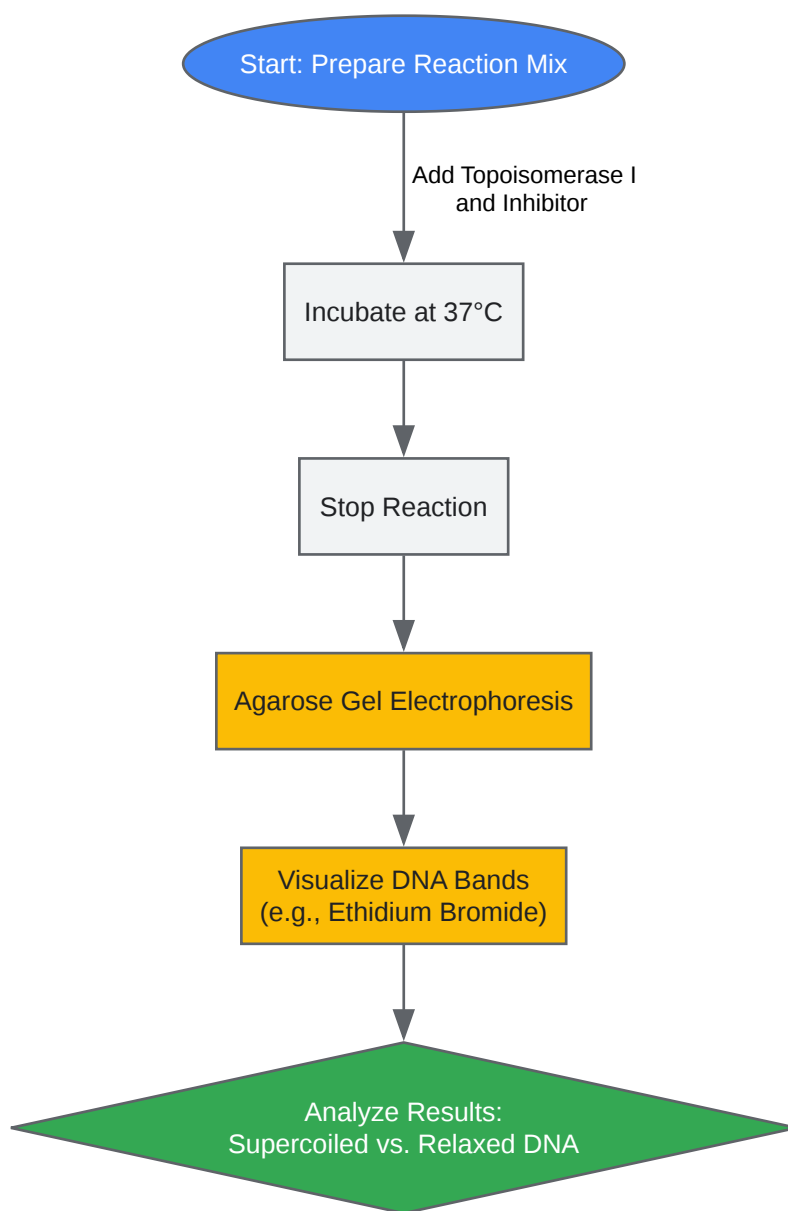 Start: Prepare Reaction Mix
Add Topoisomerase I
and Inhibitor
Incubate at 37°C
Stop Reaction
Agarose Gel Electrophoresis
Visualize DNA Bands
(e.g., Ethidium Bromide)
Analyze Results:
Supercoiled vs. Relaxed DNA